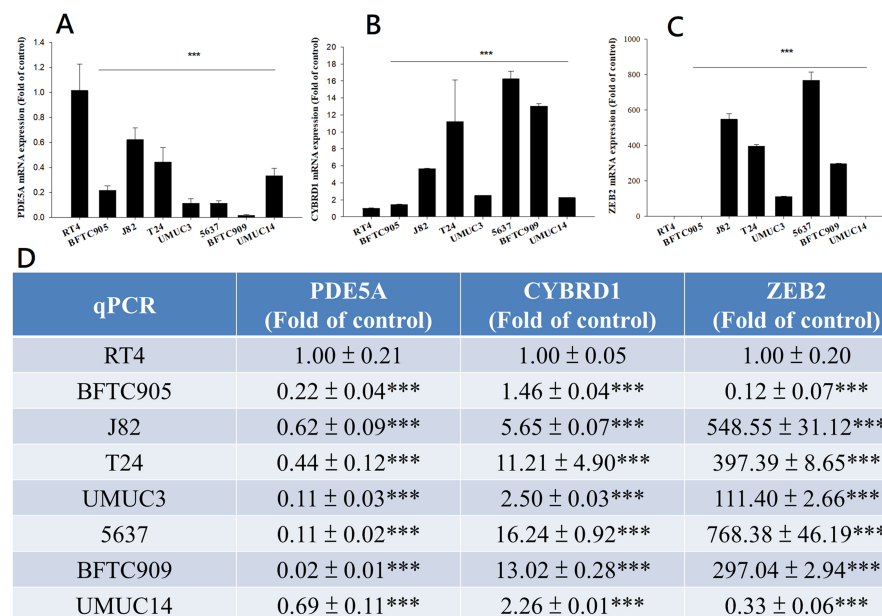 A
PDE5A mRNA expression (Fold of control)
1.4
1.2
1.0
0.8
0.6
0.4
0.2
0.0
***
RT4
BFTC905
J82
T24
UMUC3
5637
BFTC909
UMUC14
B
CYBRD1 mRNA expression (Fold of control)
20
18
16
14
12
10
8
6
4
2
0
***
RT4
BFTC905
J82
T24
UMUC3
5637
BFTC909
UMUC14
C
ZEB2 mRNA expression (Fold of control)
1000
800
600
400
200
0
***
RT4
BFTC905
J82
T24
UMUC3
5637
BFTC909
UMUC14
D
qPCR PDE5A (Fold of control) CYBRD1 (Fold of control) ZEB2 (Fold of control)
RT4 1.00 ± 0.21 1.00 ± 0.05 1.00 ± 0.20
BFTC905 0.22 ± 0.04*** 1.46 ± 0.04*** 0.12 ± 0.07***
J82 0.62 ± 0.09*** 5.65 ± 0.07*** 548.55 ± 31.12***
T24 0.44 ± 0.12*** 11.21 ± 4.90*** 397.39 ± 8.65***
UMUC3 0.11 ± 0.03*** 2.50 ± 0.03*** 111.40 ± 2.66***
5637 0.11 ± 0.02*** 16.24 ± 0.92*** 768.38 ± 46.19***
BFTC909 0.02 ± 0.01*** 13.02 ± 0.28*** 297.04 ± 2.94***
UMUC14 0.69 ± 0.11*** 2.26 ± 0.01*** 0.33 ± 0.06***